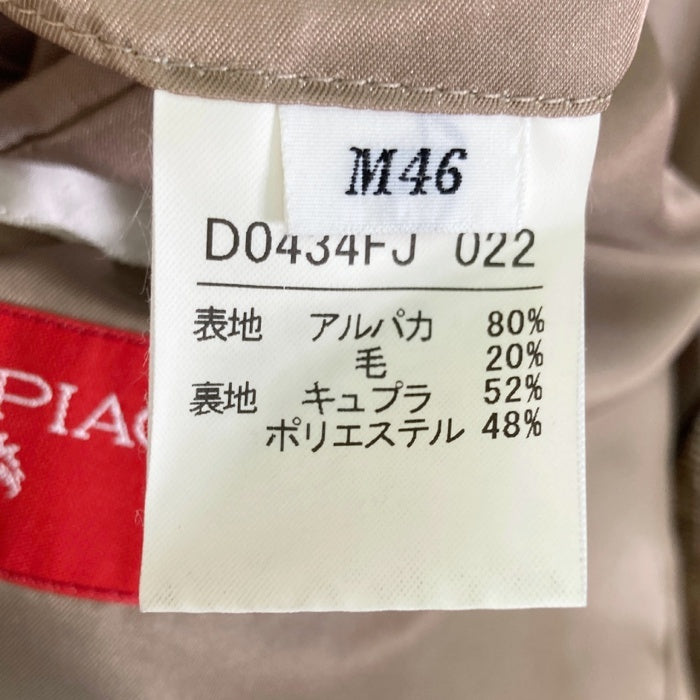 M46
D0434FJ 022
表地 アルパカ 80%
毛 20%
裏地 キュプラ 52%
ポリエステル 48%